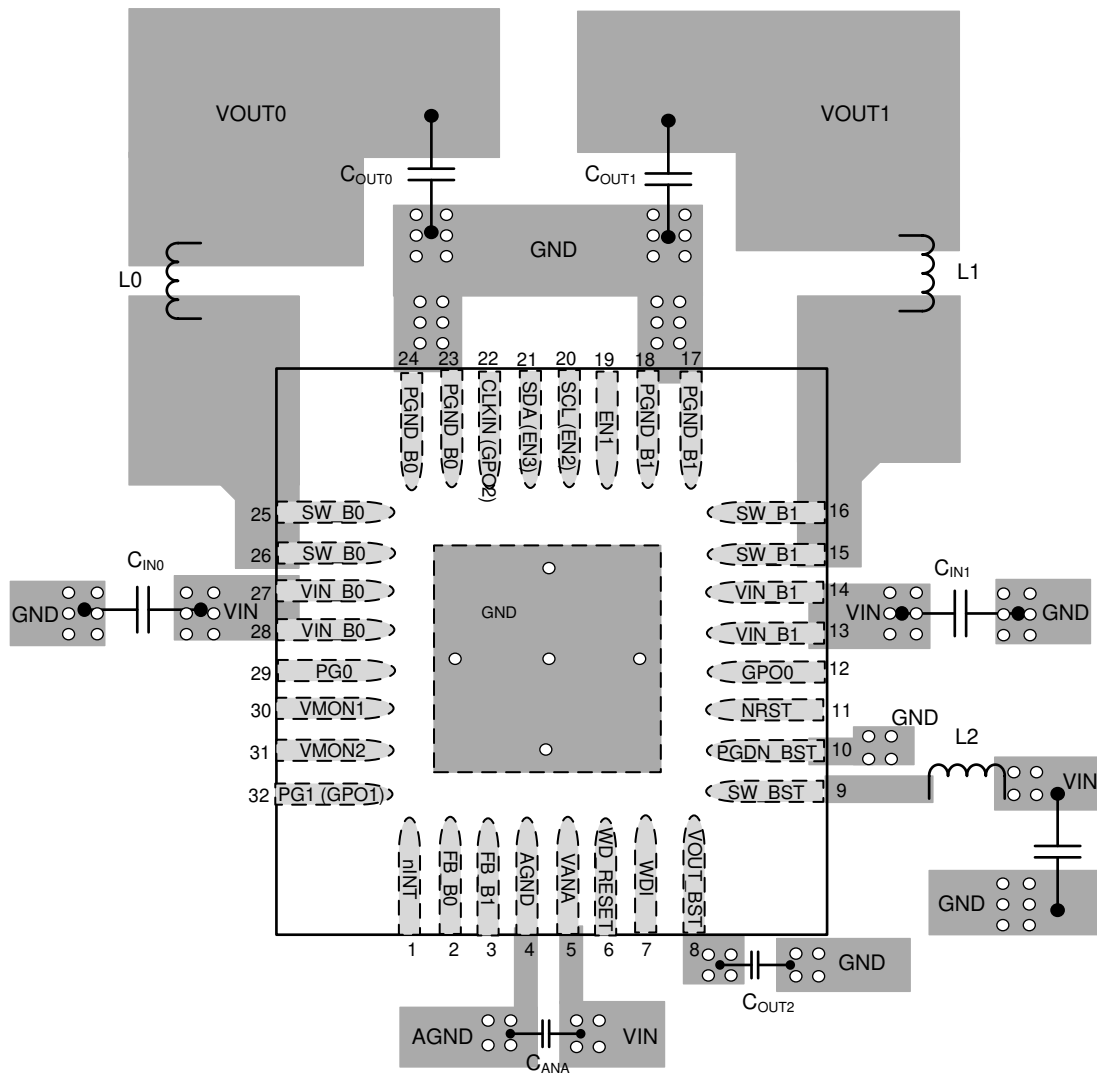 VOUT0
VOUT1
COUT0
COUT1
GND
L0
L1
24 23 22 21 20 19 18 17
PGND_B0
PGND_B0
CLKIN (GPO2)
SDA (EN3)
SCL (EN2)
EN1
PGND_B1
PGND_B1
25 SW_B0
SW_B1 16
26 SW_B0
SW_B1 15
CIN0
CIN1
27 VIN_B0
VIN_B1 14
GND
VIN
GND
VIN
GND
28 VIN_B0
VIN_B1 13
29 PG0
GPO0 12
30 VMON1
NRST 11
GND
31 VMON2
PGDN_BST 10
L2
32 PG1 (GPO1)
SW_BST 9
VIN
nINT
FB_B0
FB_B1
AGND
VANA
WD_RESET
WDI
VOUT_BST
GND
1 2 3 4 5 6 7 8
GND
COUT2
AGND
VIN
CANA